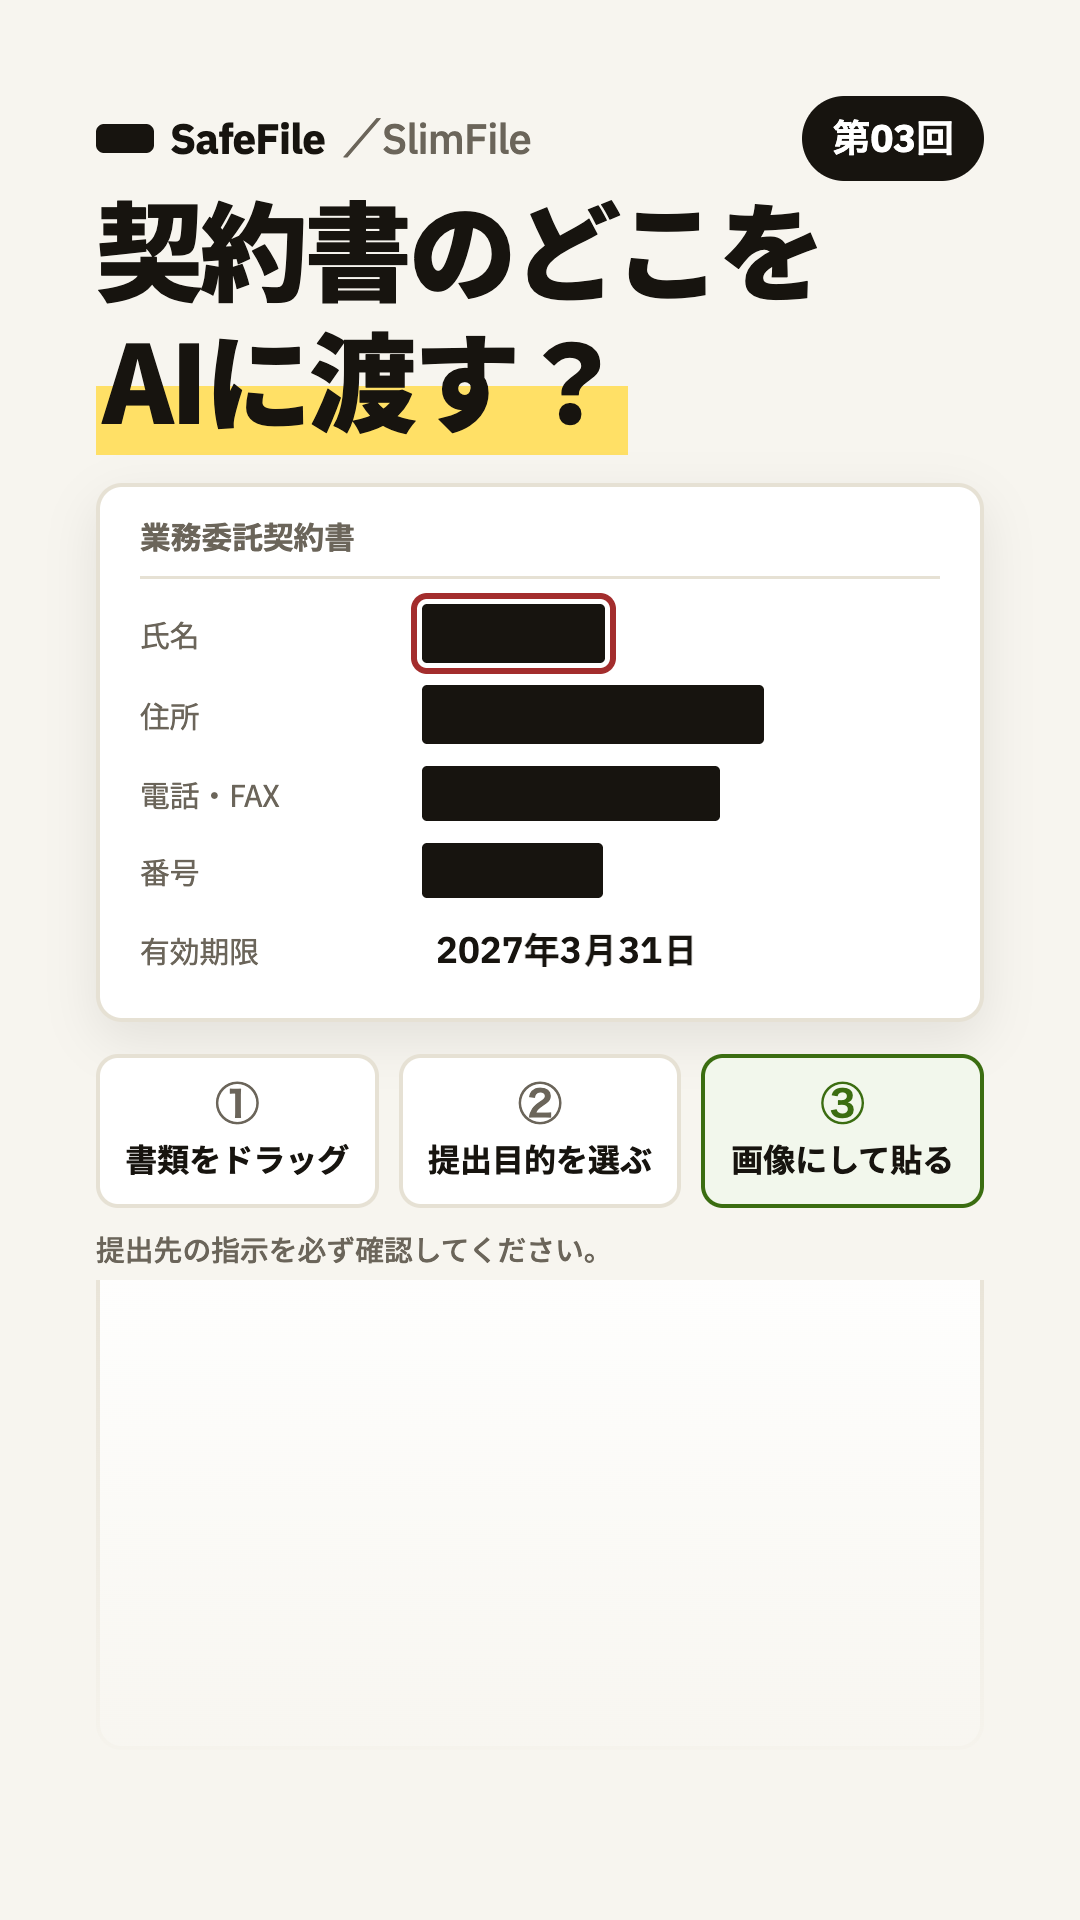 SafeFile ／SlimFile
第03回
契約書のどこを
AIに渡す？
業務委託契約書
氏名
住所
電話・FAX
番号
有効期限 2027年3月31日
① ② ③
書類をドラッグ 提出目的を選ぶ 画像にして貼る
提出先の指示を必ず確認してください。